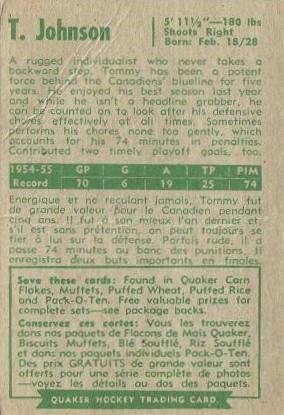 T. Johnson
5' 11½"—180 lbs
Shoots Right
Born: Feb. 18/28
A rugged individualist who never takes a
backward step, Tommy has been a potent
force behind the Canadiens' blueline for
five years. He enjoyed his best season last year
and while he isn't a headline grabber, he
can be counted on to look after his defensive
chores effectively at all times. Sometimes
performs his chores none too gently, which
accounts for his 74 minutes in penalties.
Contributed two timely playoff goals, too.
1954-55 GP G A TP PIM
Record 70 6 19 25 74
Energique et ne reculant jamais, Tommy fut
de grande valeur pour le Canadien pendant
cinq ans. Il fut à son mieux l'an dernier et
s'il est sans prétention, on peut toujours se
fier à lui sur la défense. Parfois rude, il a
passé 74 minutes au banc des punitions. Il
enregistra deux buts importants en finales.
Save these cards: Found in Quaker Corn
Flakes, Muffets, Puffed Wheat, Puffed Rice
and Pack-O-Ten. Free valuable prizes for
complete sets—see package backs.
Conservez ces cartes: Vous les trouverez
dans nos paquets de Flocons de Maïs Quaker,
Biscuits Muffets, Blé Soufflé, Riz Soufflé
et dans nos paquets individuels Pack-O-Ten.
Des prix GRATUITS de grande valeur sont
offerts pour une série complète de photos
—voyez les détails au dos des paquets.
QUAKER HOCKEY TRADING CARD